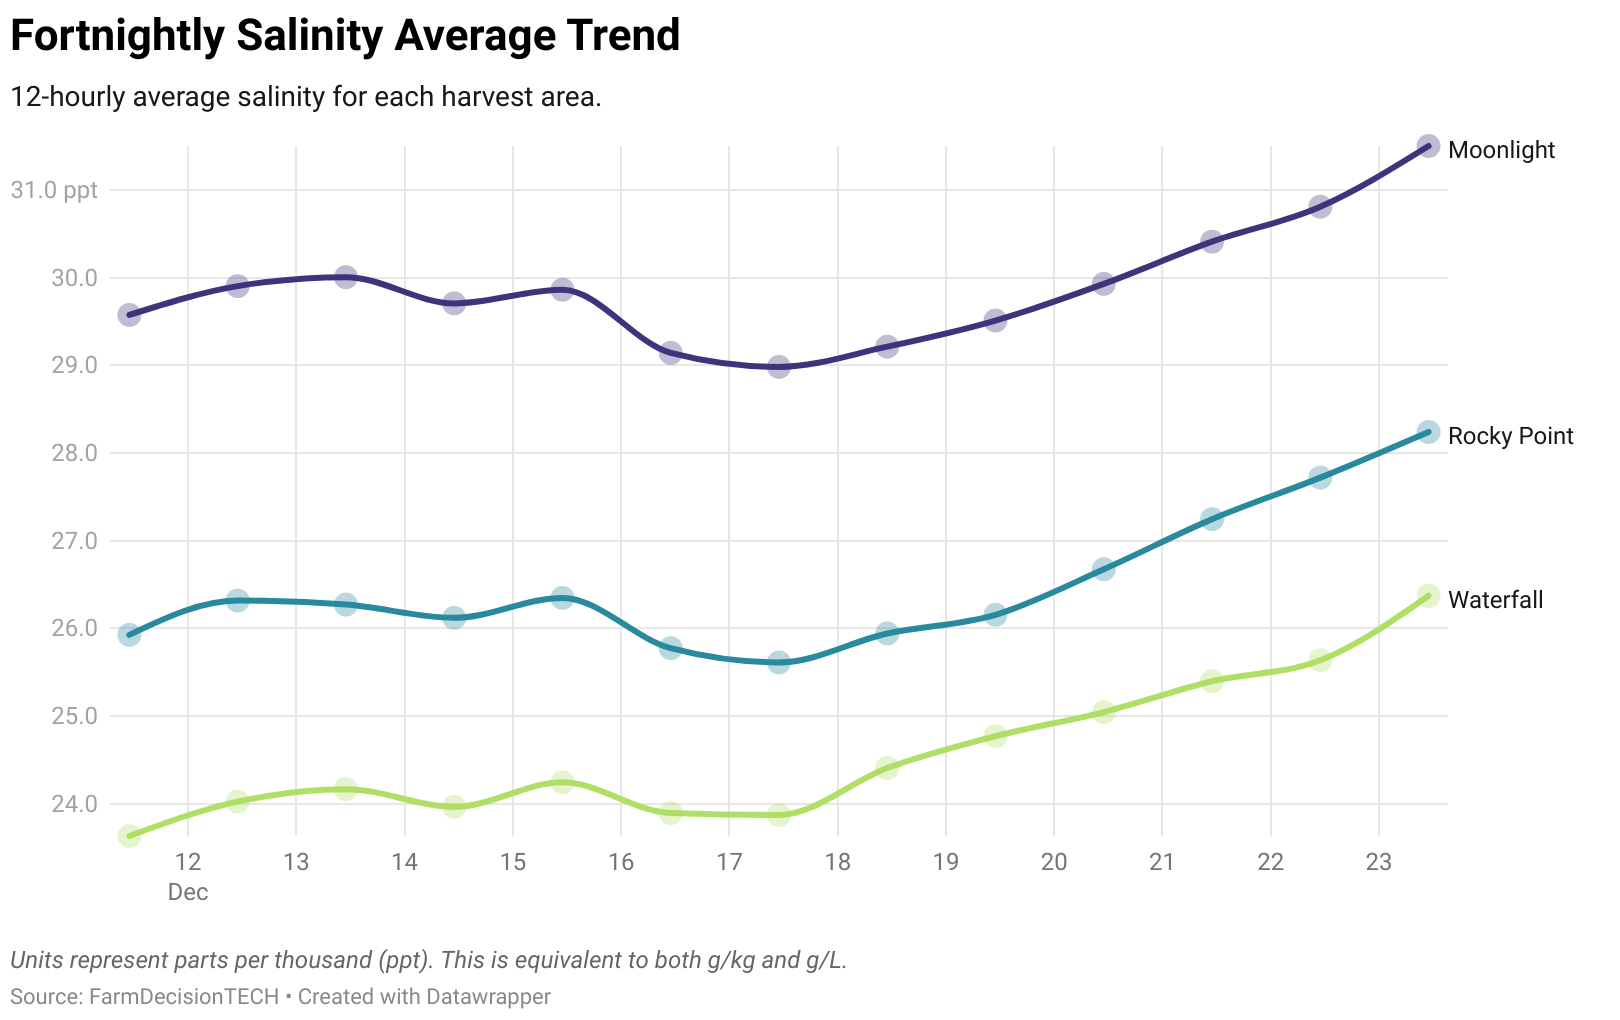 Fortnightly Salinity Average Trend
12-hourly average salinity for each harvest area.
Moonlight
31.0 ppt
30.0
29.0
28.0
Rocky Point
27.0
26.0
Waterfall
25.0
24.0
12 13 14 15 16 17 18 19 20 21 22 23
Dec
Units represent parts per thousand (ppt). This is equivalent to both g/kg and g/L.
Source: FarmDecisionTECH • Created with Datawrapper